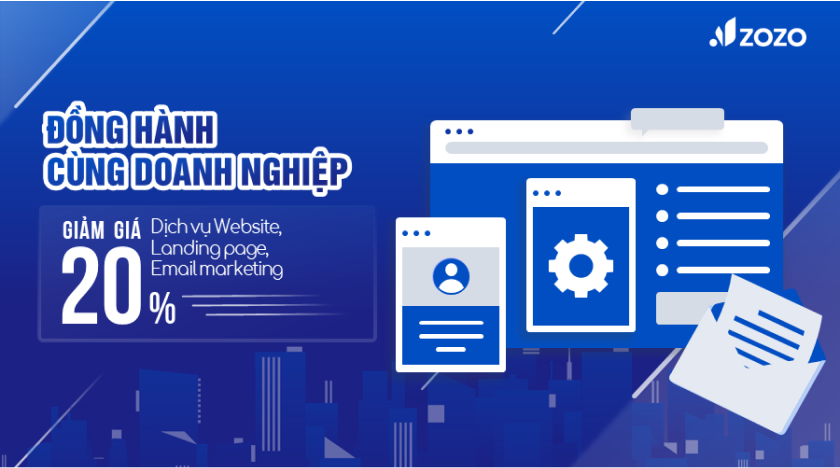 ZOZO
ĐỒNG HÀNH
CÙNG DOANH NGHIỆP
GIẢM GIÁ
20%
Dịch vụ Website,
Landing page,
Email marketing